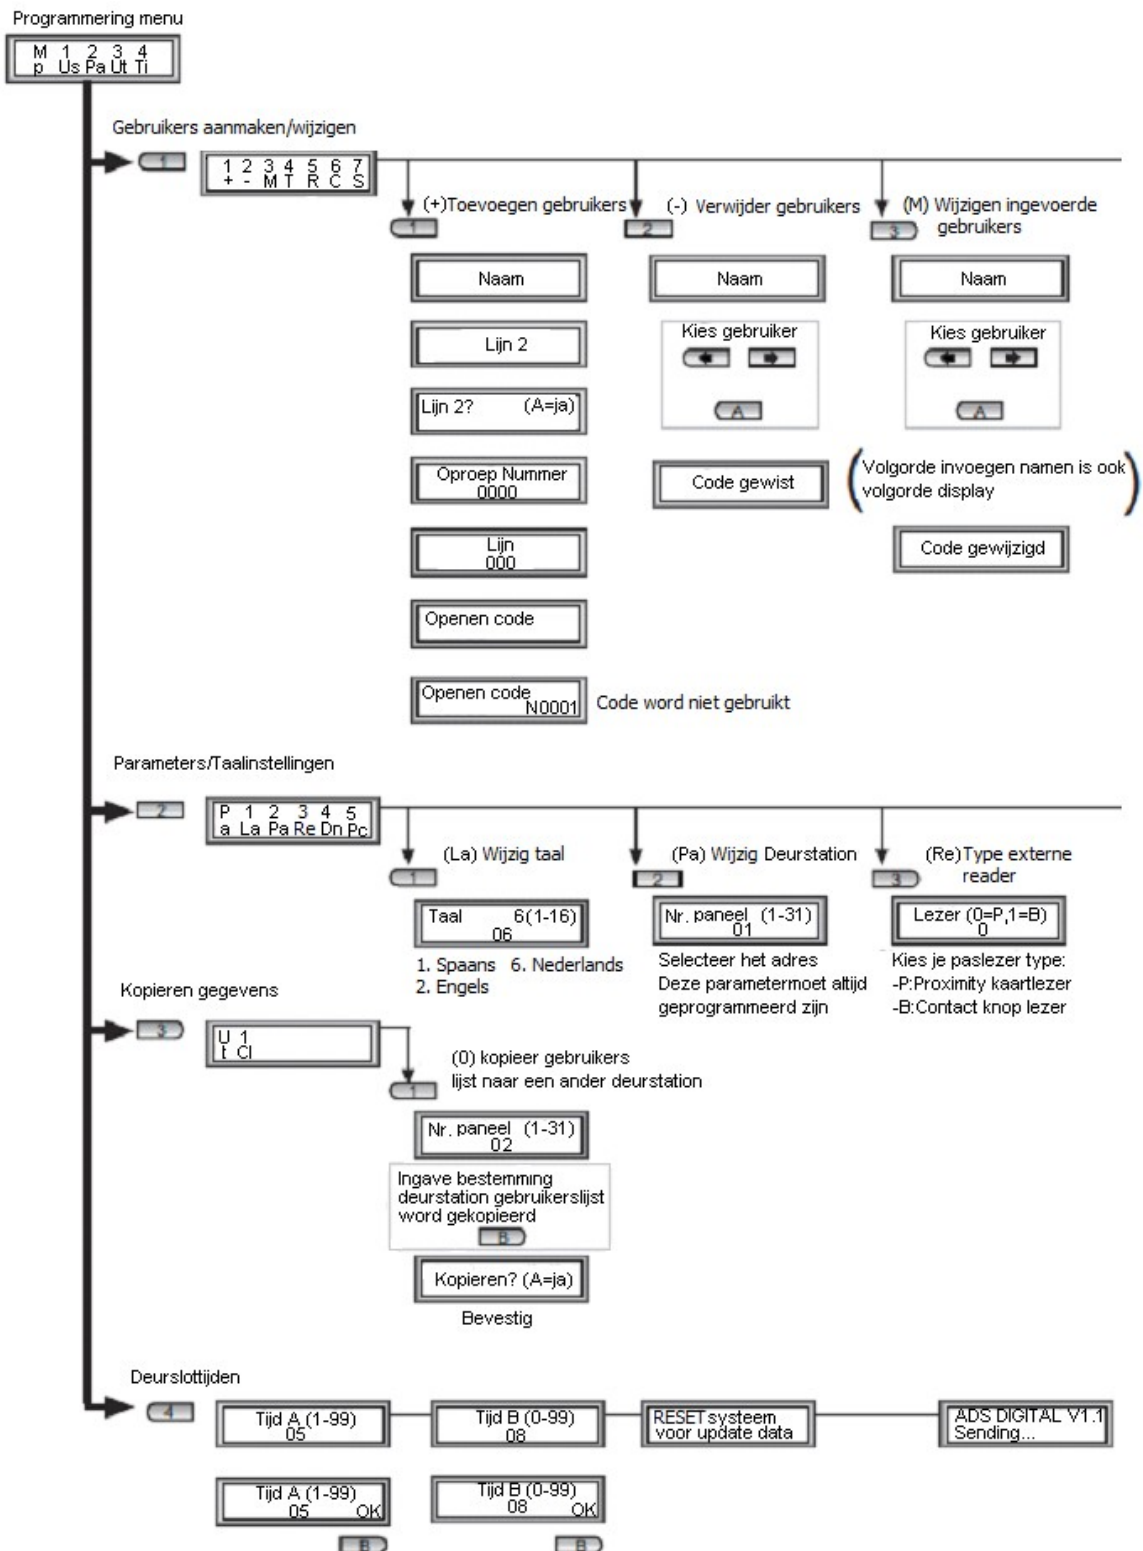 Programmering menu
M 1 2 3 4
p Us Pa Ut Ti
Gebruikers aanmaken/wijzigen
1
1 2 3 4 5 6 7
+ - M T R C S
(+)Toevoegen gebruikers
1
(-) Verwijder gebruikers
2
(M) Wijzigen ingevoerde
gebruikers
3
Naam
Lijn 2
Lijn 2? (A=ja)
Oproep Nummer
0000
Lijn
000
Openen code
Openen code
N0001
Code word niet gebruikt
Naam
Kies gebruiker
A
Code gewist
Naam
Kies gebruiker
A
(Volgorde invoegen namen is ook
volgorde display)
Code gewijzigd
Parameters/Taalinstellingen
2
P 1 2 3 4 5
a La Pa Re Dn Pc
(La) Wijzig taal
1
Taal 6(1-16)
06
1. Spaans 6. Nederlands
2. Engels
(Pa) Wijzig Deurstation
2
Nr. paneel (1-31)
01
Selecteer het adres
Deze parametermoet altijd
geprogrammeerd zijn
(Re)Type externe
reader
3
Lezer (0=P,1=B)
0
Kies je paslezer type:
-P:Proximity kaartlezer
-B:Contact knop lezer
Kopieren gegevens
3
U 1
t Cl
(0) kopieer gebruikers
lijst naar een ander deurstation
1
Nr. paneel (1-31)
02
Ingave bestemming
deurstation gebruikerslijst
word gekopieerd
B
Kopieren? (A=ja)
Bevestig
Deurslottijden
4
Tijd A (1-99)
05
Tijd B (0-99)
08
RESET systeem
voor update data
ADS DIGITAL V1.1
Sending...
Tijd A (1-99)
05 OK
B
Tijd B (0-99)
08 OK
B